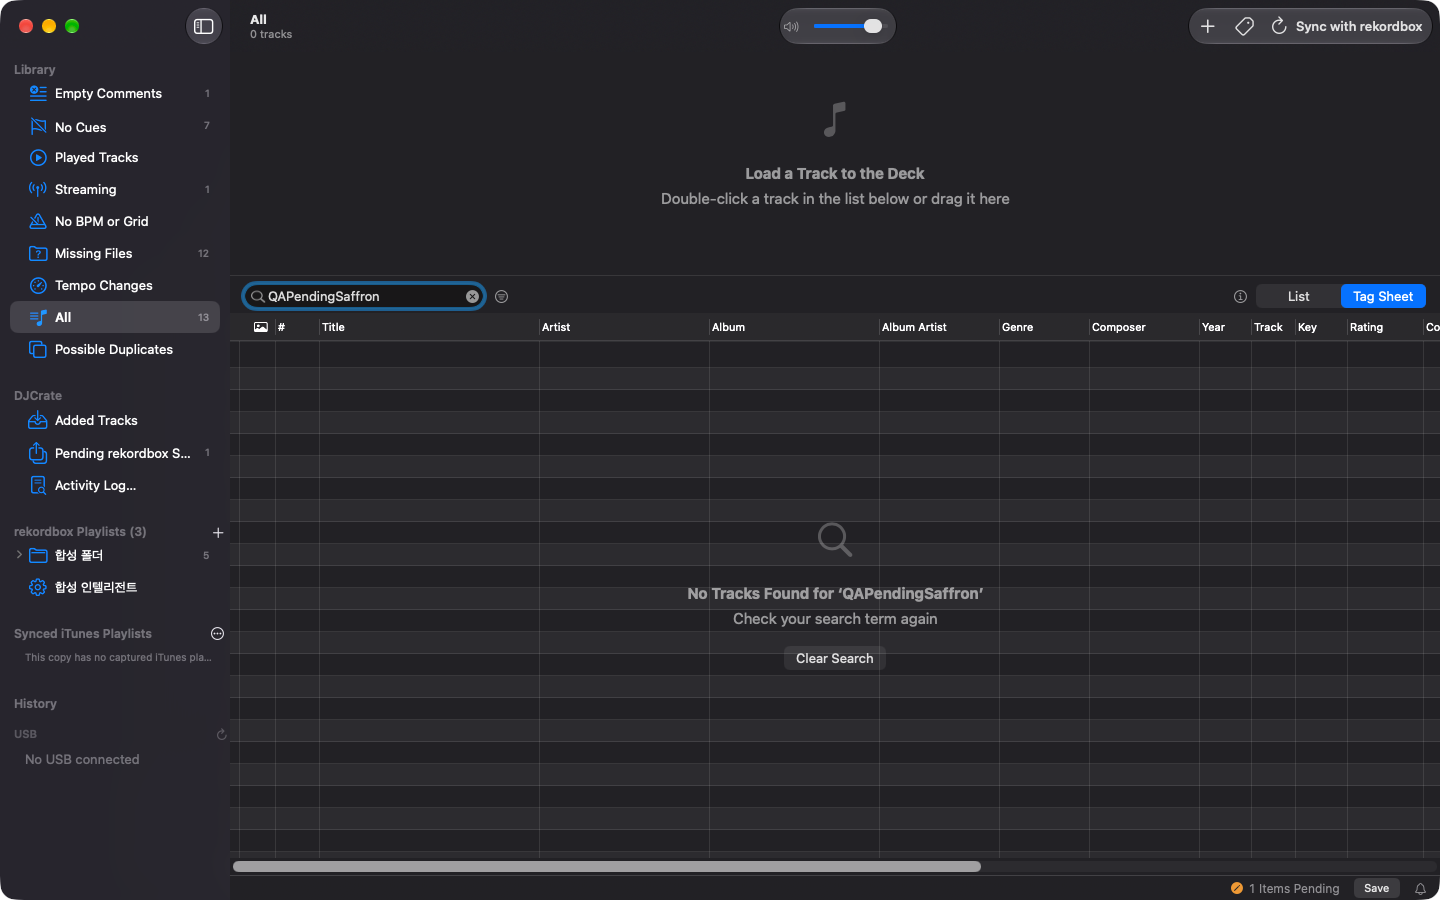 All
0 tracks
Sync with rekordbox
Library
Empty Comments 1
No Cues 7
Played Tracks
Streaming 1
No BPM or Grid
Missing Files 12
Tempo Changes
All 13
Possible Duplicates
DJCrate
Added Tracks
Pending rekordbox S... 1
Activity Log...
rekordbox Playlists (3)
합성 폴더 5
합성 인텔리전트
Synced iTunes Playlists
This copy has no captured iTunes pla...
History
USB
No USB connected
Load a Track to the Deck
Double-click a track in the list below or drag it here
QAPendingSaffron
List Tag Sheet
# Title Artist Album Album Artist Genre Composer Year Track Key Rating Co
No Tracks Found for ‘QAPendingSaffron’
Check your search term again
Clear Search
1 Items Pending Save